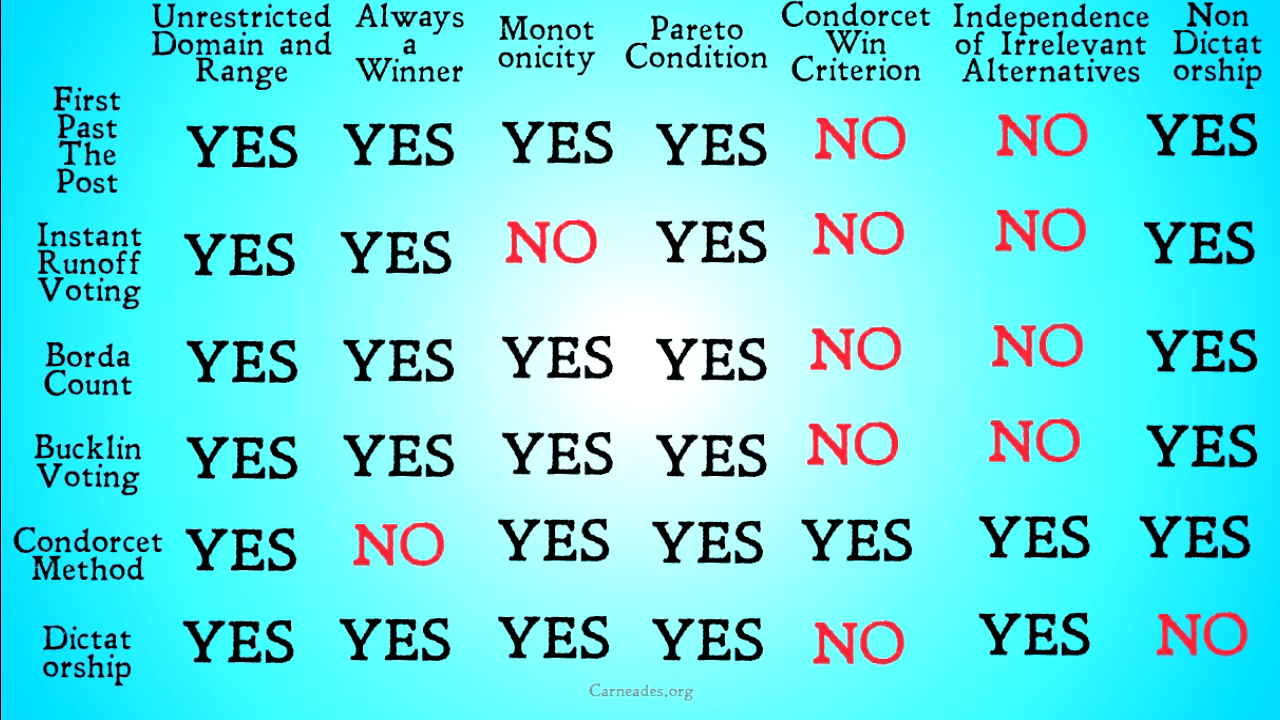 Unrestricted Domain and Range Always a Winner Monot onicity Pareto Condition Condorcet Win Criterion Independence of Irrelevant Alternatives Non Dictat orship
First Past The Post YES YES YES YES NO NO YES
Instant Runoff Voting YES YES NO YES NO NO YES
Borda Count YES YES YES YES NO NO YES
Bucklin Voting YES YES YES YES NO NO YES
Condorcet Method YES NO YES YES YES YES YES
Dictat orship YES YES YES YES NO YES NO
Carneades.org